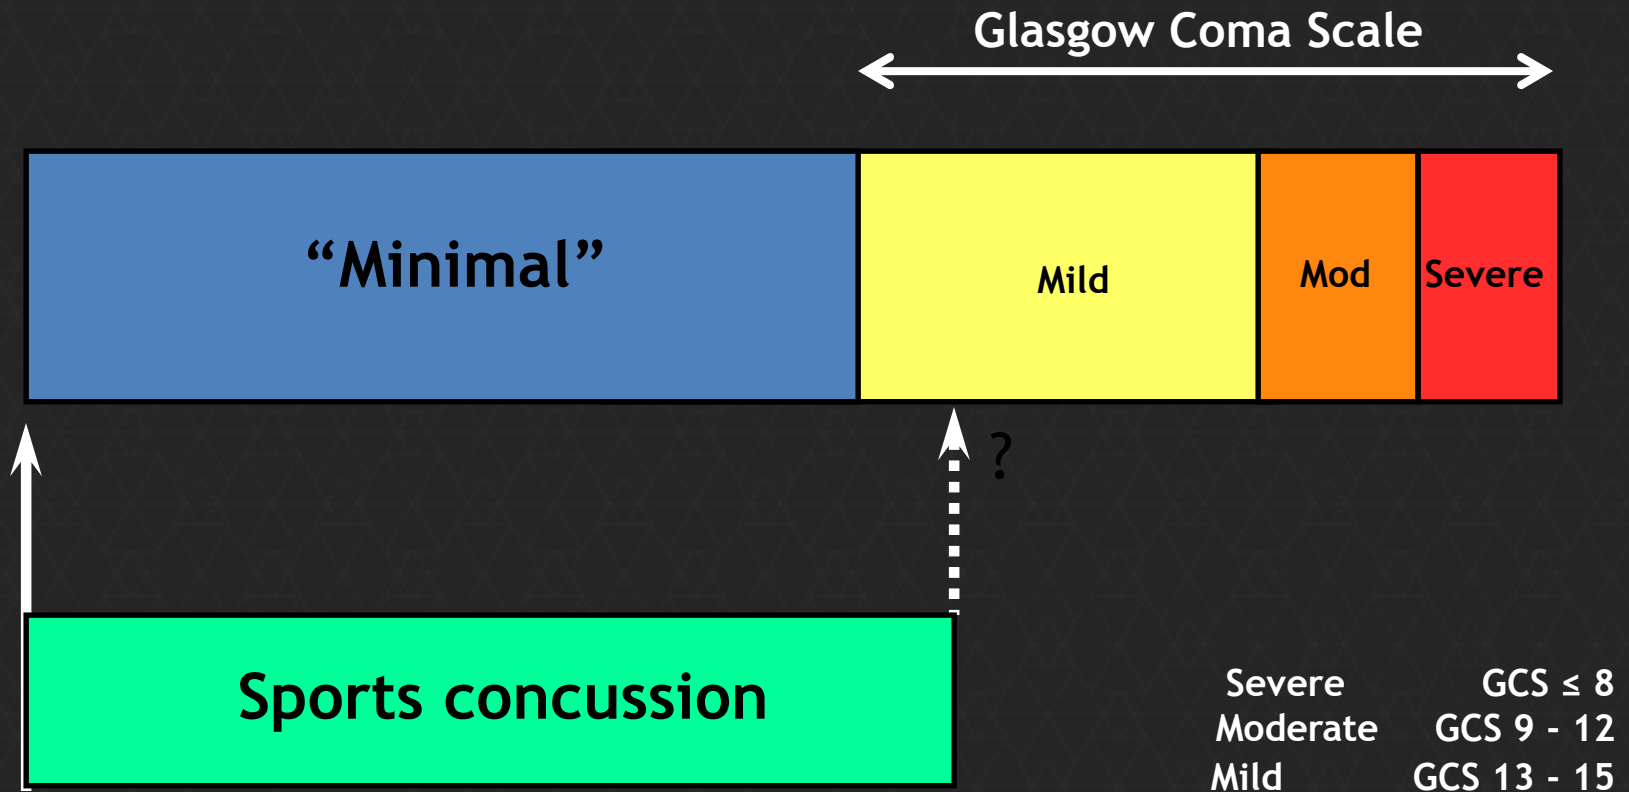 Glasgow Coma Scale
“Minimal”
Mild
Mod
Severe
?
Sports concussion
Severe GCS ≤ 8
Moderate GCS 9 - 12
Mild GCS 13 - 15